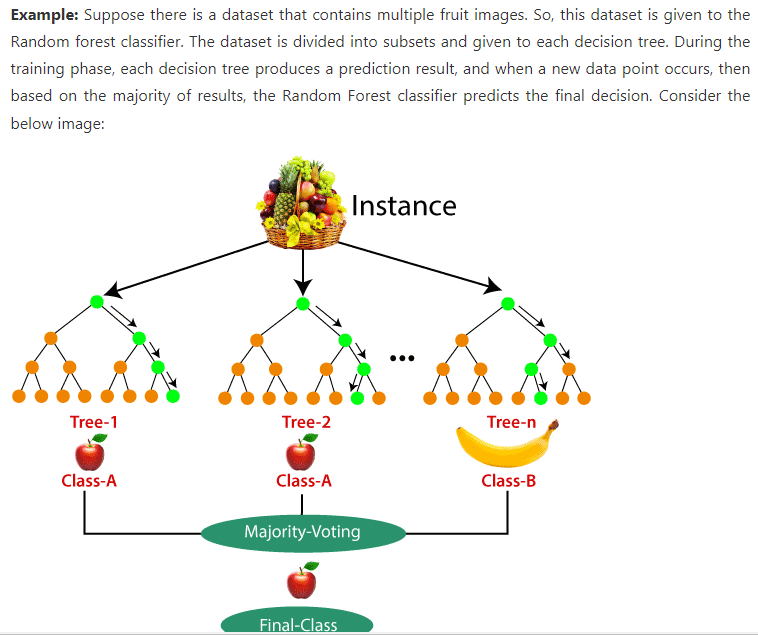 Example: Suppose there is a dataset that contains multiple fruit images. So, this dataset is given to the
Random forest classifier. The dataset is divided into subsets and given to each decision tree. During the
training phase, each decision tree produces a prediction result, and when a new data point occurs, then
based on the majority of results, the Random Forest classifier predicts the final decision. Consider the
below image:
Instance
Tree-1
Tree-2
Tree-n
Class-A
Class-A
Class-B
Majority-Voting
Final-Class